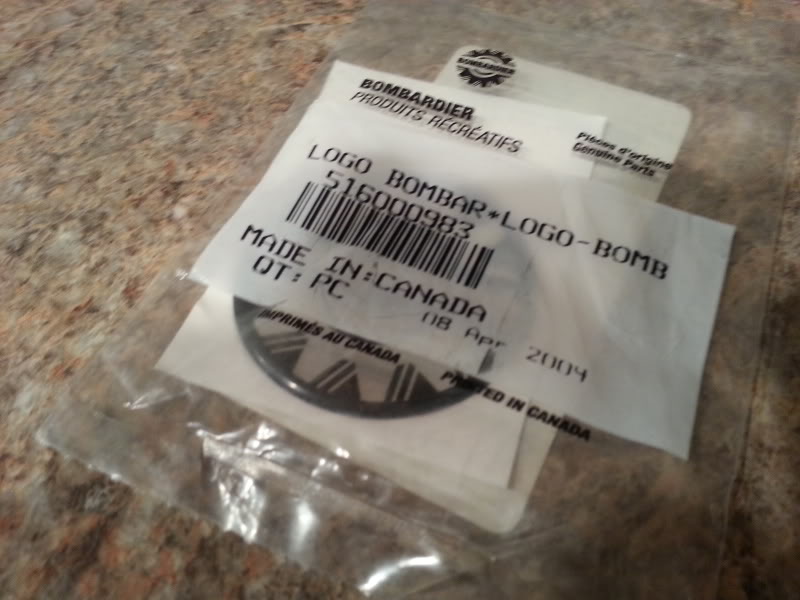 BOMBARDIER
BOMBARDIER
PRODUITS RÉCRÉATIFS
Pièces d'origine
Genuine Parts
LOGO BOMBAR*LOGO-BOMB
516000983
MADE IN:CANADA
QT: PC
08 Apr 2004
IMPRIMÉS AU CANADA
PRINTED IN CANADA